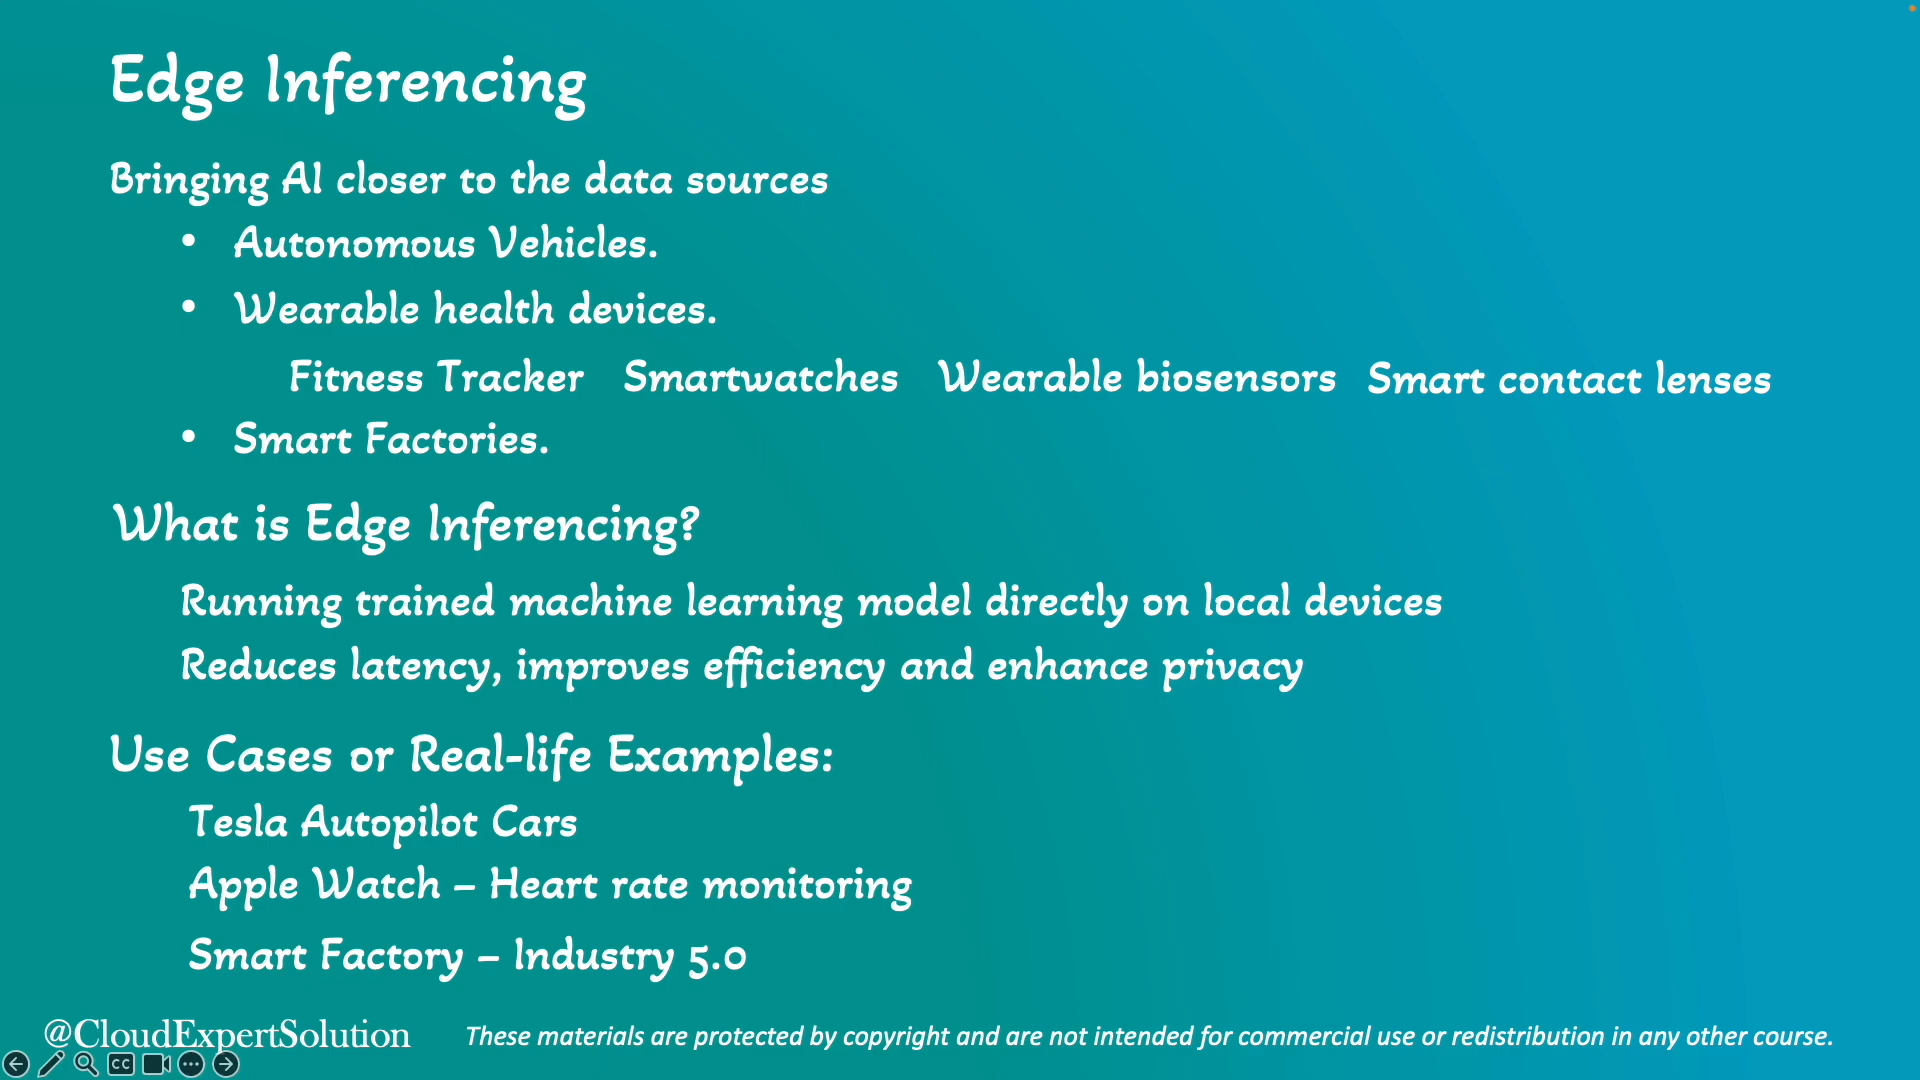 Edge Inferencing
Bringing AI closer to the data sources
• Autonomous Vehicles.
• Wearable health devices.
Fitness Tracker Smartwatches Wearable biosensors Smart contact lenses
• Smart Factories.
What is Edge Inferencing?
Running trained machine learning model directly on local devices
Reduces latency, improves efficiency and enhance privacy
Use Cases or Real-life Examples:
Tesla Autopilot Cars
Apple Watch – Heart rate monitoring
Smart Factory – Industry 5.0
@CloudExpertSolution These materials are protected by copyright and are not intended for commercial use or redistribution in any other course.
CC